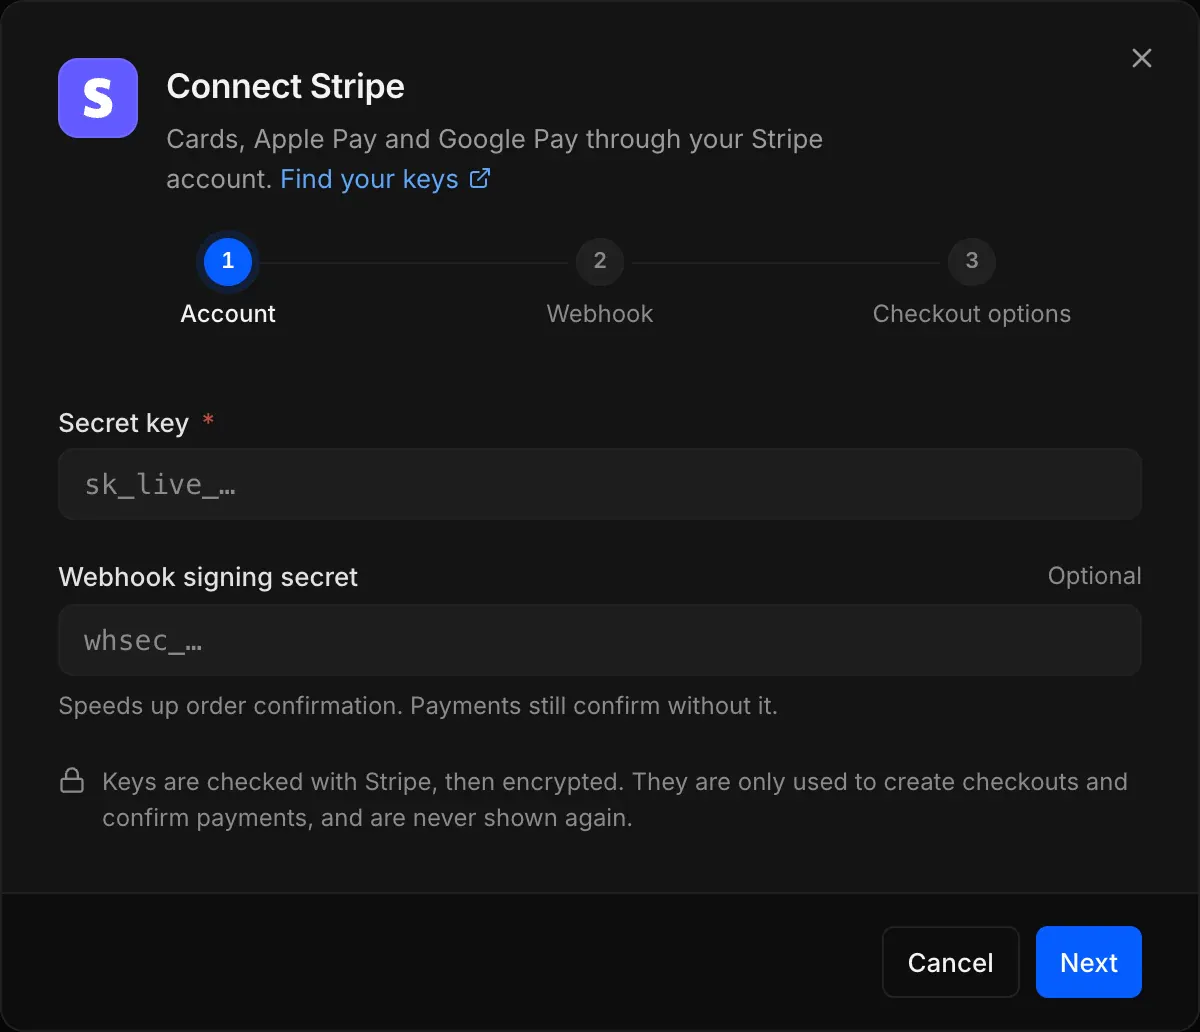 S
Connect Stripe
Cards, Apple Pay and Google Pay through your Stripe
account. Find your keys
1
2
3
Account
Webhook
Checkout options
Secret key *
sk_live_…
Webhook signing secret
Optional
whsec_…
Speeds up order confirmation. Payments still confirm without it.
Keys are checked with Stripe, then encrypted. They are only used to create checkouts and
confirm payments, and are never shown again.
Cancel
Next